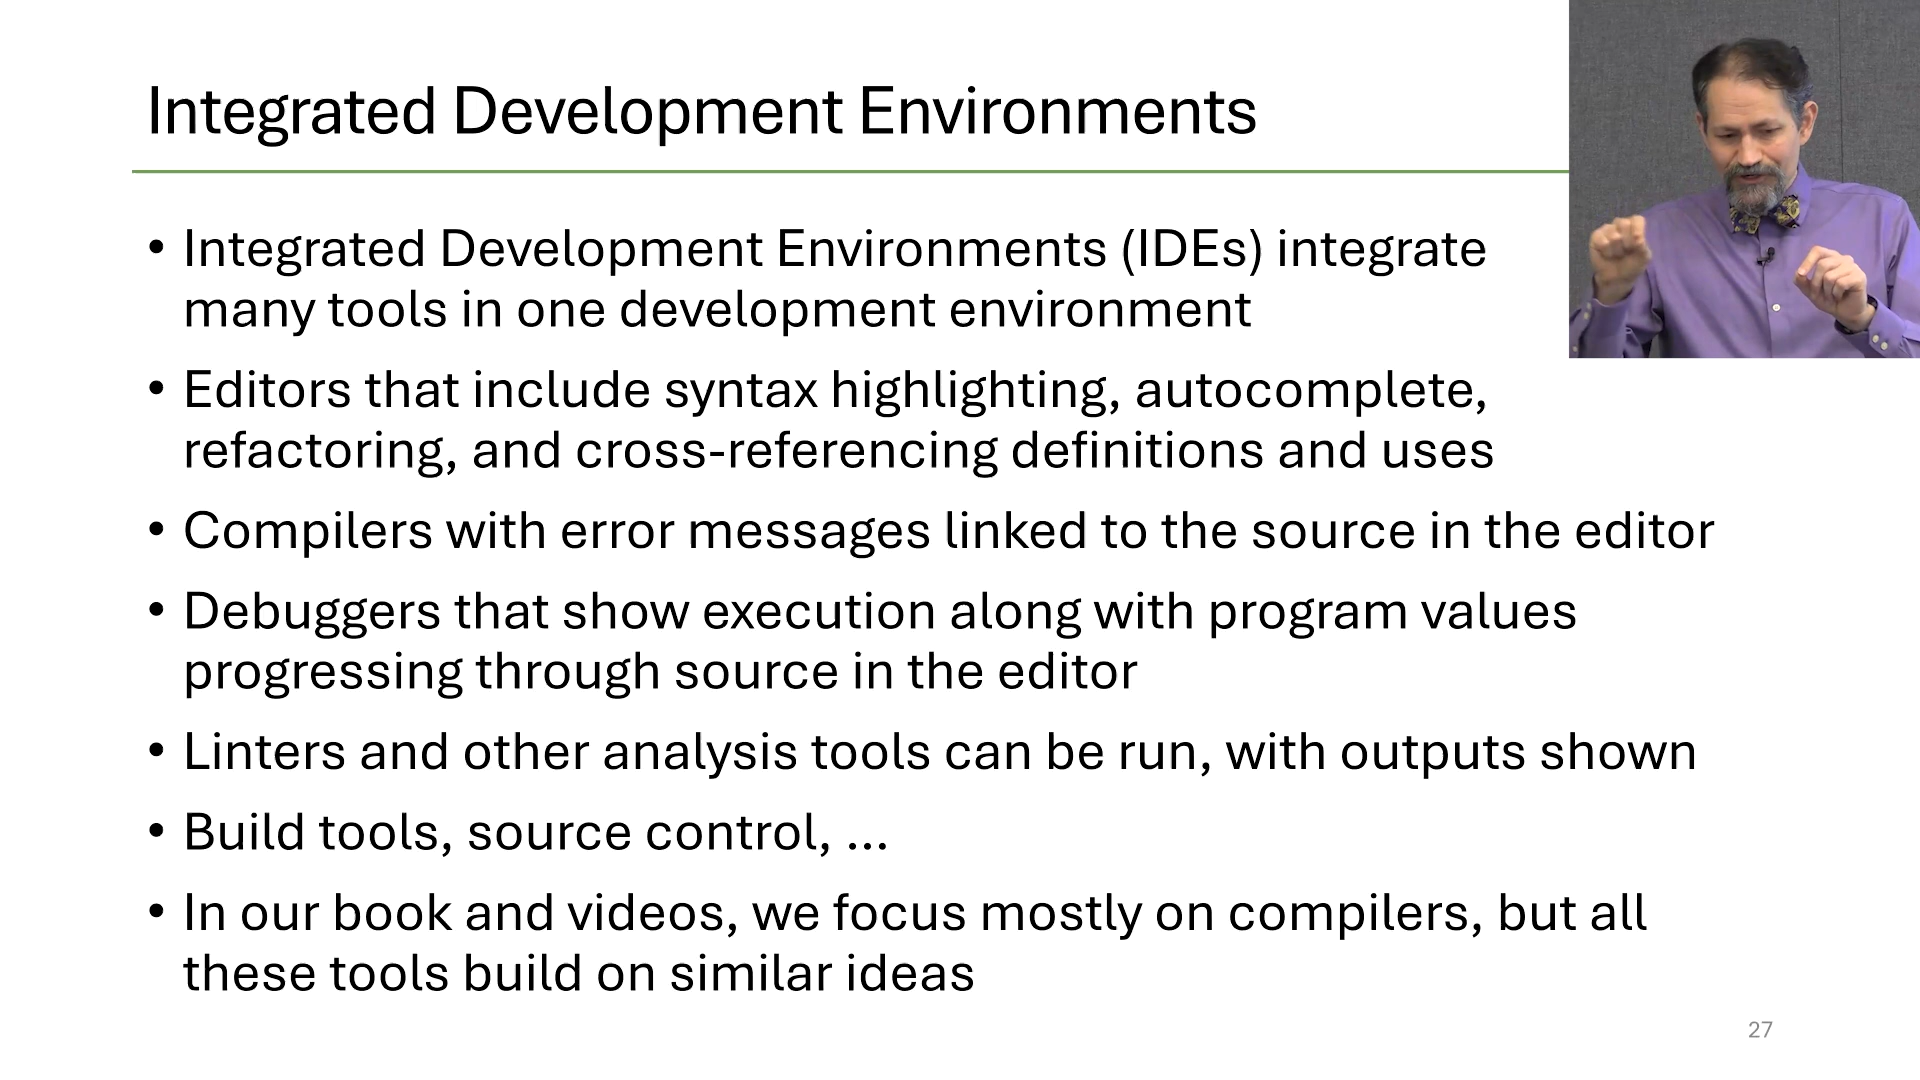 Integrated Development Environments
• Integrated Development Environments (IDEs) integrate
many tools in one development environment
• Editors that include syntax highlighting, autocomplete,
refactoring, and cross-referencing definitions and uses
• Compilers with error messages linked to the source in the editor
• Debuggers that show execution along with program values
progressing through source in the editor
• Linters and other analysis tools can be run, with outputs shown
• Build tools, source control, ...
• In our book and videos, we focus mostly on compilers, but all
these tools build on similar ideas
27